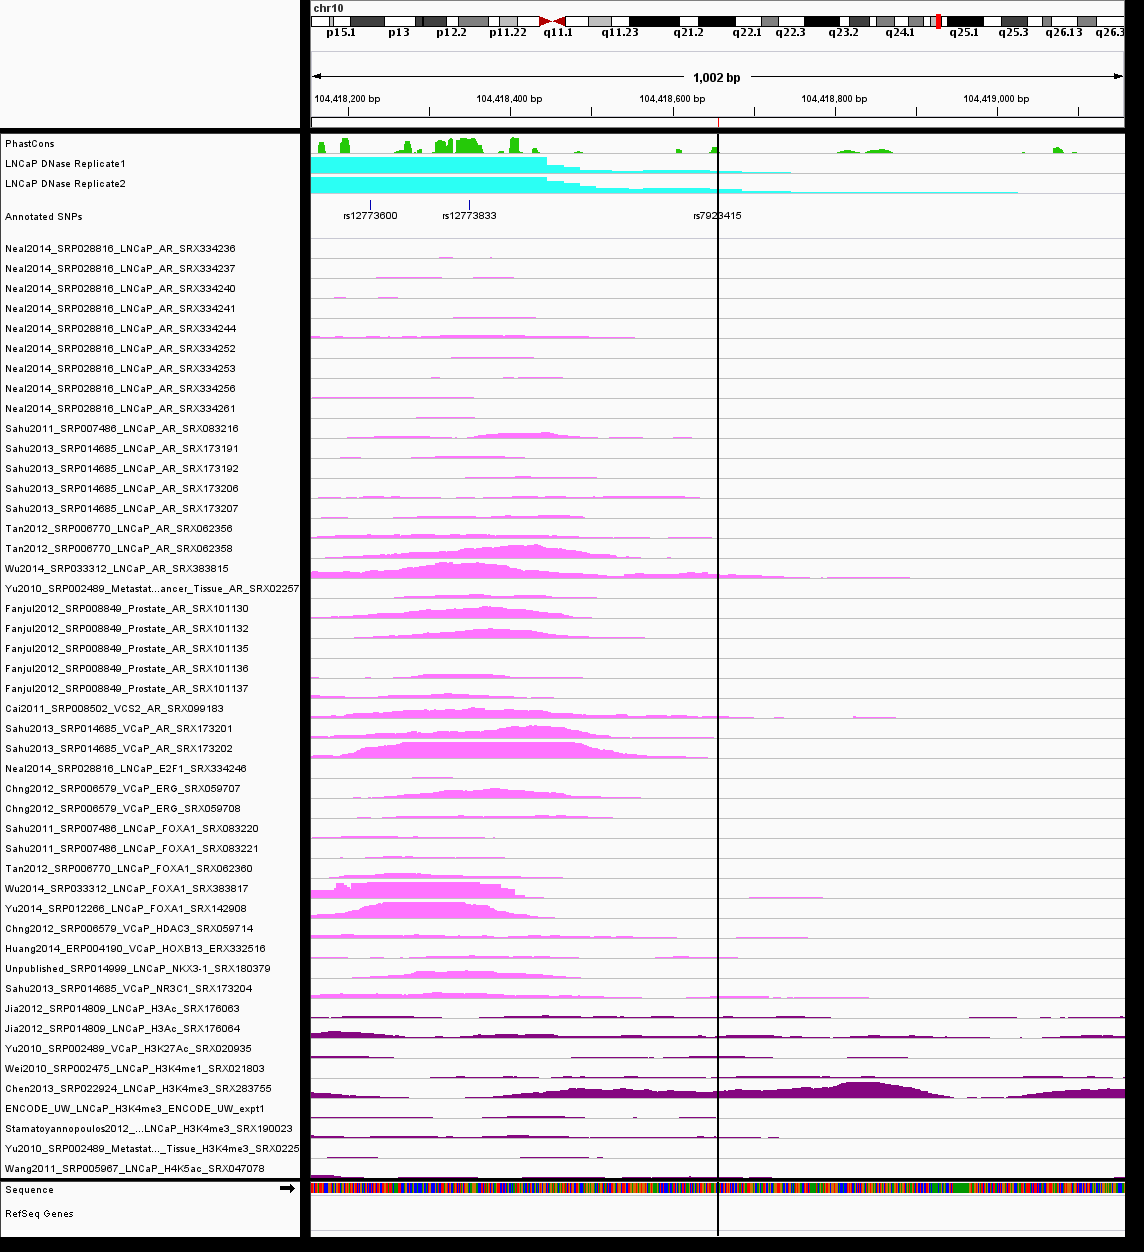 chr10
p15.1 p13 p12.2 p11.22 q11.1 q11.23 q21.2 q22.1 q22.3 q23.2 q24.1 q25.1 q25.3 q26.13 q26.3
1,002 bp
104,418,200 bp 104,418,400 bp 104,418,600 bp 104,418,800 bp 104,419,000 bp
PhastCons
LNCaP DNase Replicate1
LNCaP DNase Replicate2
Annotated SNPs rs12773600 rs12773833 rs7923415
Neal2014_SRP028816_LNCaP_AR_SRX334236
Neal2014_SRP028816_LNCaP_AR_SRX334237
Neal2014_SRP028816_LNCaP_AR_SRX334240
Neal2014_SRP028816_LNCaP_AR_SRX334241
Neal2014_SRP028816_LNCaP_AR_SRX334244
Neal2014_SRP028816_LNCaP_AR_SRX334252
Neal2014_SRP028816_LNCaP_AR_SRX334253
Neal2014_SRP028816_LNCaP_AR_SRX334256
Neal2014_SRP028816_LNCaP_AR_SRX334261
Sahu2011_SRP007486_LNCaP_AR_SRX083216
Sahu2013_SRP014685_LNCaP_AR_SRX173191
Sahu2013_SRP014685_LNCaP_AR_SRX173192
Sahu2013_SRP014685_LNCaP_AR_SRX173206
Sahu2013_SRP014685_LNCaP_AR_SRX173207
Tan2012_SRP006770_LNCaP_AR_SRX062356
Tan2012_SRP006770_LNCaP_AR_SRX062358
Wu2014_SRP033312_LNCaP_AR_SRX383815
Yu2010_SRP002489_Metastat...ancer_Tissue_AR_SRX02257
Fanjul2012_SRP008849_Prostate_AR_SRX101130
Fanjul2012_SRP008849_Prostate_AR_SRX101132
Fanjul2012_SRP008849_Prostate_AR_SRX101135
Fanjul2012_SRP008849_Prostate_AR_SRX101136
Fanjul2012_SRP008849_Prostate_AR_SRX101137
Cai2011_SRP008502_VCS2_AR_SRX099183
Sahu2013_SRP014685_VCaP_AR_SRX173201
Sahu2013_SRP014685_VCaP_AR_SRX173202
Neal2014_SRP028816_LNCaP_E2F1_SRX334246
Chng2012_SRP006579_VCaP_ERG_SRX059707
Chng2012_SRP006579_VCaP_ERG_SRX059708
Sahu2011_SRP007486_LNCaP_FOXA1_SRX083220
Sahu2011_SRP007486_LNCaP_FOXA1_SRX083221
Tan2012_SRP006770_LNCaP_FOXA1_SRX062360
Wu2014_SRP033312_LNCaP_FOXA1_SRX383817
Yu2014_SRP012266_LNCaP_FOXA1_SRX142908
Chng2012_SRP006579_VCaP_HDAC3_SRX059714
Huang2014_ERP004190_VCaP_HOXB13_ERX332516
Unpublished_SRP014999_LNCaP_NKX3-1_SRX180379
Sahu2013_SRP014685_VCaP_NR3C1_SRX173204
Jia2012_SRP014809_LNCaP_H3Ac_SRX176063
Jia2012_SRP014809_LNCaP_H3Ac_SRX176064
Yu2010_SRP002489_VCaP_H3K27Ac_SRX020935
Wei2010_SRP002475_LNCaP_H3K4me1_SRX021803
Chen2013_SRP022924_LNCaP_H3K4me3_SRX283755
ENCODE_UW_LNCaP_H3K4me3_ENCODE_UW_expt1
Stamatoyannopoulos2012_...LNCaP_H3K4me3_SRX190023
Yu2010_SRP002489_Metastat..._Tissue_H3K4me3_SRX0225
Wang2011_SRP005967_LNCaP_H4K5ac_SRX047078
Sequence
RefSeq Genes